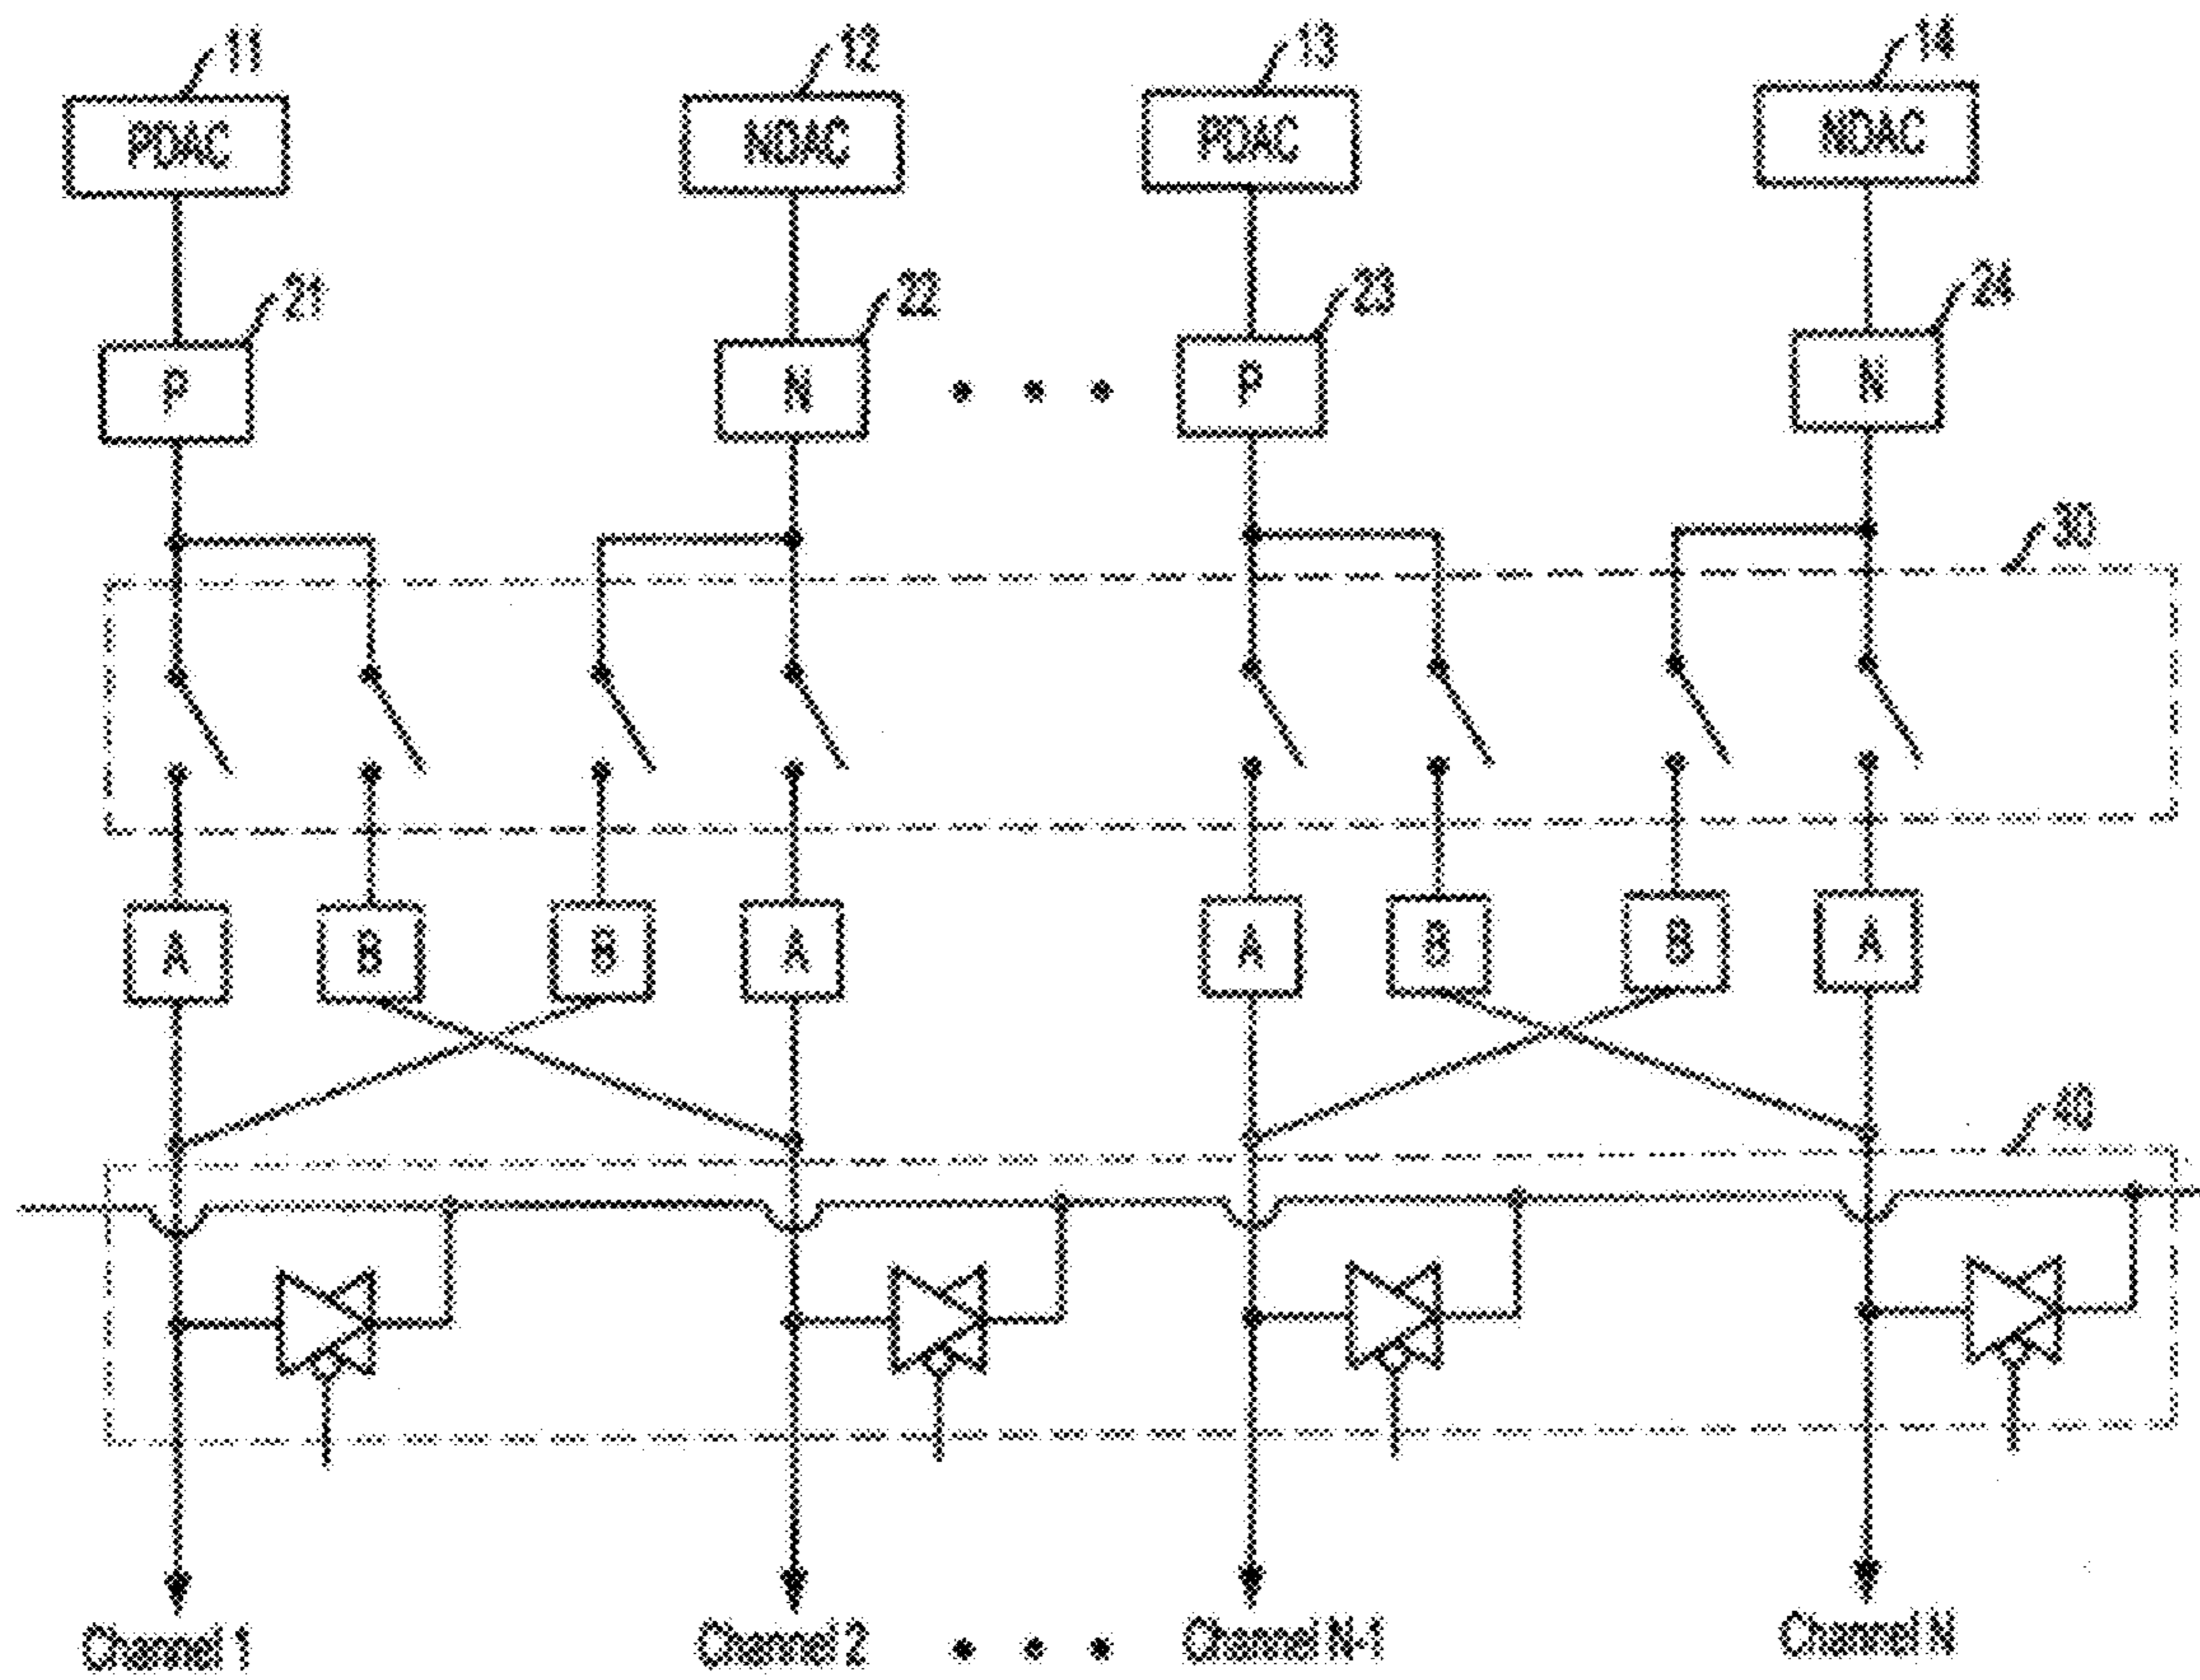 11 12 13 14
PDAC NDAC PDAC NDAC
21 22 23 24
P N P N
30
A B B A A B B A
40
Channel 1 Channel 2 Channel N-1 Channel N